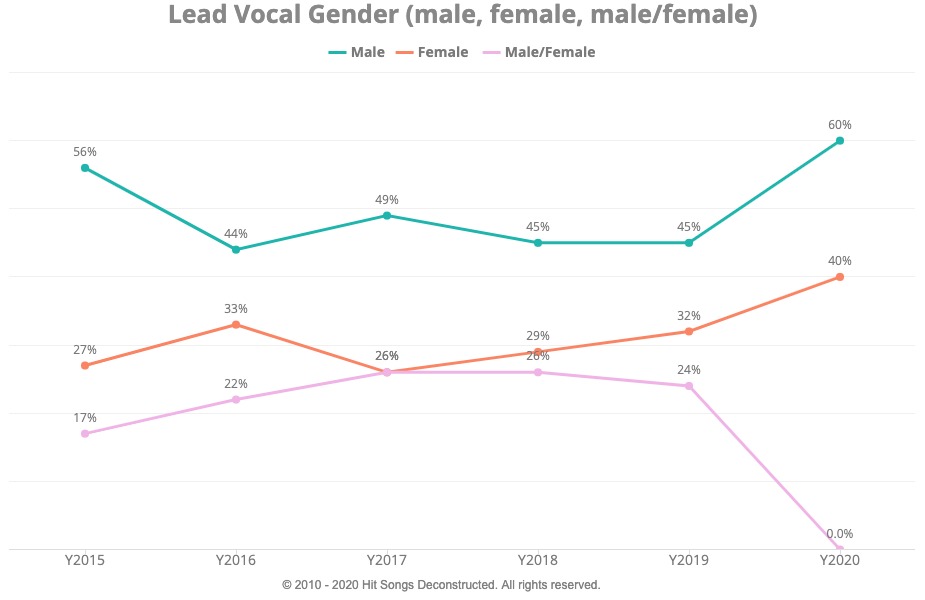 Lead Vocal Gender (male, female, male/female)
Male Female Male/Female
60%
56%
49%
44% 45% 45%
40%
33% 32%
27% 26% 29%
26%
22% 24%
17%
0.0%
Y2015 Y2016 Y2017 Y2018 Y2019 Y2020
© 2010 - 2020 Hit Songs Deconstructed. All rights reserved.